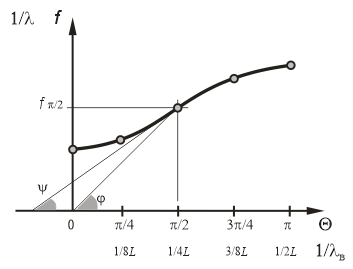 1/λ f
f π/2
ψ φ
0 π/4 π/2 3π/4 π Θ
1/8L 1/4L 3/8L 1/2L 1/λB